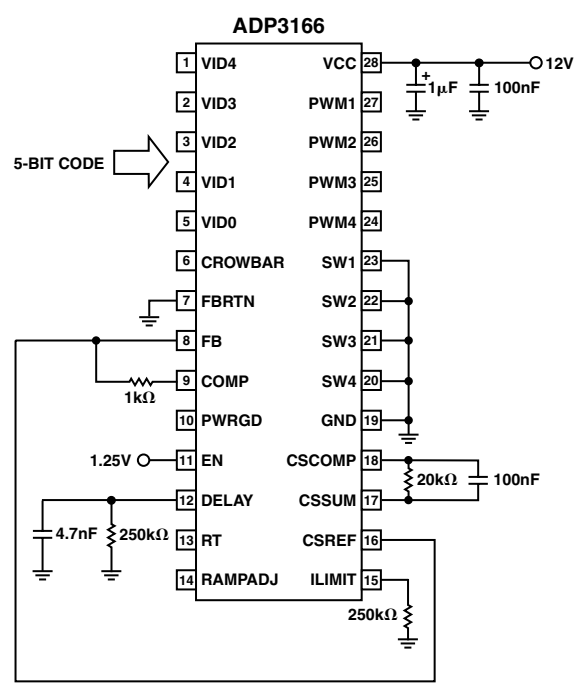 ADP3166
1 VID4 VCC 28 12V
+
1μF 100nF
2 VID3 PWM1 27
3 VID2 PWM2 26
5-BIT CODE
4 VID1 PWM3 25
5 VID0 PWM4 24
6 CROWBAR SW1 23
7 FBRTN SW2 22
8 FB SW3 21
9 COMP SW4 20
1kΩ
10 PWRGD GND 19
1.25V 11 EN CSCOMP 18
20kΩ 100nF
12 DELAY CSSUM 17
4.7nF 250kΩ
13 RT CSREF 16
14 RAMPADJ ILIMIT 15
250kΩ